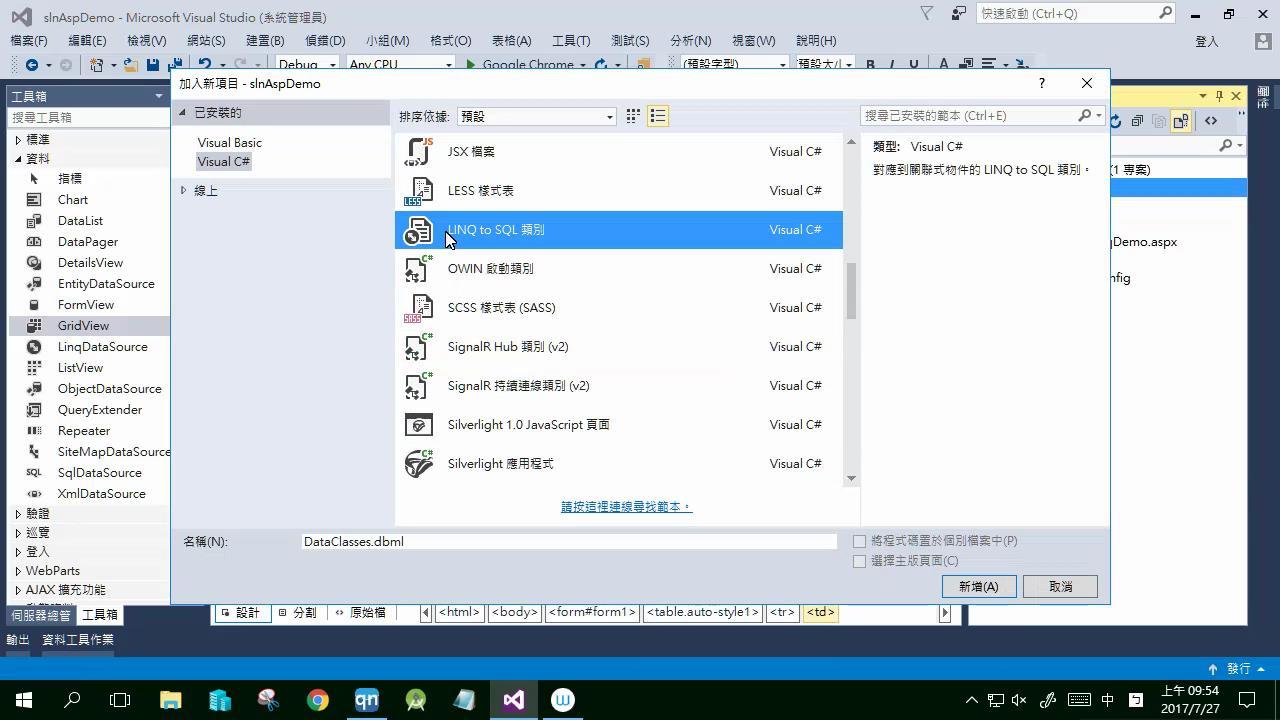 slnAspDemo - Microsoft Visual Studio (系統管理員)
快速啟動 (Ctrl+Q)
檔案(F) 編輯(E) 檢視(V) 網站(S) 建置(B) 偵錯(D) 小組(M) 格式(O) 表格(A) 工具(T) 測試(S) 分析(N) 視窗(W) 說明(H) 登入
Debug Any CPU Google Chrome (預設字型) 預設大 B I U A
工具箱
搜尋工具箱
標準
資料
指標
Chart
DataList
DataPager
DetailsView
EntityDataSource
FormView
GridView
LinqDataSource
ListView
ObjectDataSource
QueryExtender
Repeater
SiteMapDataSource
SqlDataSource
XmlDataSource
驗證
巡覽
登入
WebParts
AJAX 擴充功能
伺服器總管 工具箱
輸出 資料工具作業
加入新項目 - slnAspDemo
?
已安裝的
Visual Basic
Visual C#
線上
排序依據: 預設
搜尋已安裝的範本 (Ctrl+E)
JSX 檔案 Visual C#
LESS 樣式表 Visual C#
LINQ to SQL 類別 Visual C#
OWIN 啟動類別 Visual C#
SCSS 樣式表 (SASS) Visual C#
SignalR Hub 類別 (v2) Visual C#
SignalR 持續連線類別 (v2) Visual C#
Silverlight 1.0 JavaScript 頁面 Visual C#
Silverlight 應用程式 Visual C#
請按這裡連線尋找範本。
類型: Visual C#
對應到關聯式物件的 LINQ to SQL 類別。
名稱(N): DataClasses.dbml
將程式碼置於個別檔案中(P)
選擇主版頁面(C)
新增(A) 取消
(1 專案)
gDemo.aspx
nfig
設計 分割 原始檔 <html> <body> <form#form1> <table.auto-style1> <tr> <td>
發行
中
上午 09:54
2017/7/27